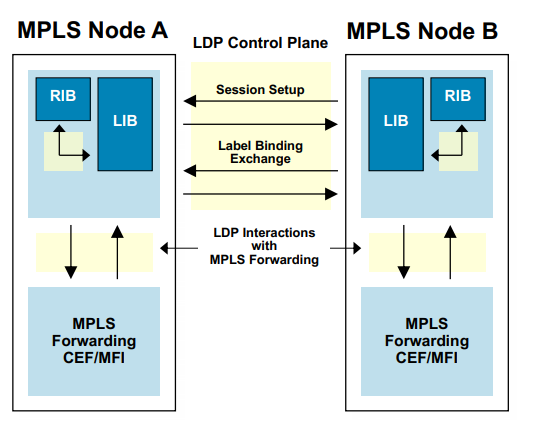 MPLS Node A
LDP Control Plane
MPLS Node B
RIB
LIB
Session Setup
Label Binding
Exchange
LIB
RIB
LDP Interactions
with
MPLS Forwarding
MPLS
Forwarding
CEF/MFI
MPLS
Forwarding
CEF/MFI